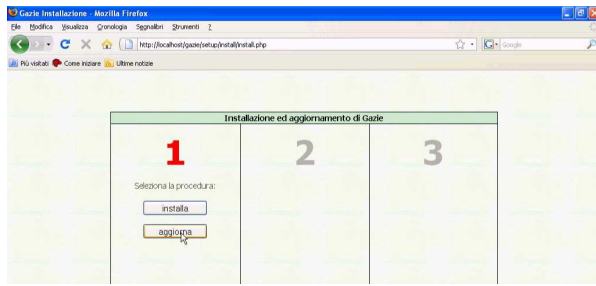 Gazie Installazione - Mozilla Firefox
File Modifica Visualizza Cronologia Segnalibri Strumenti ?
http://localhost/gazie/setup/install/install.php
Google
Più visitati Come iniziare Ultime notizie
Installazione ed aggiornamento di Gazie
1 2 3
Seleziona la procedura:
installa
aggiorna